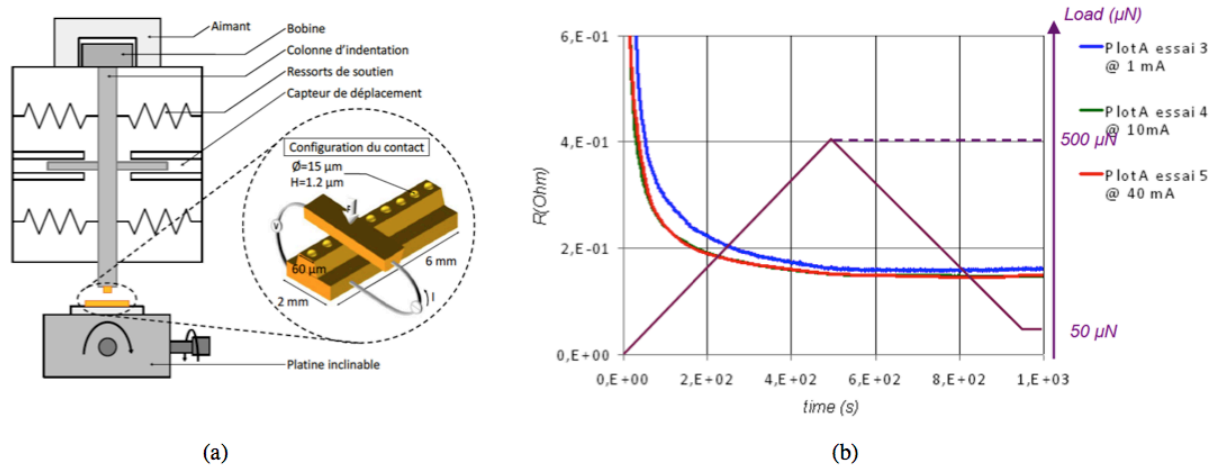 Aimant
Bobine
Colonne d'indentation
Ressorts de soutien
Capteur de déplacement
Configuration du contact
Ø=15 µm
H=1.2 µm
F
V
60 µm
6 mm
2 mm
I
Platine inclinable
(a)
Load (µN)
6,E-01
4,E-01
2,E-01
0,E+00
R(Ohm)
0,E+00 2,E+02 4,E+02 6,E+02 8,E+02 1,E+03
time (s)
500 µN
50 µN
PlotA essai 3
@ 1 mA
PlotA essai 4
@ 10mA
PlotA essai 5
@ 40 mA
(b)